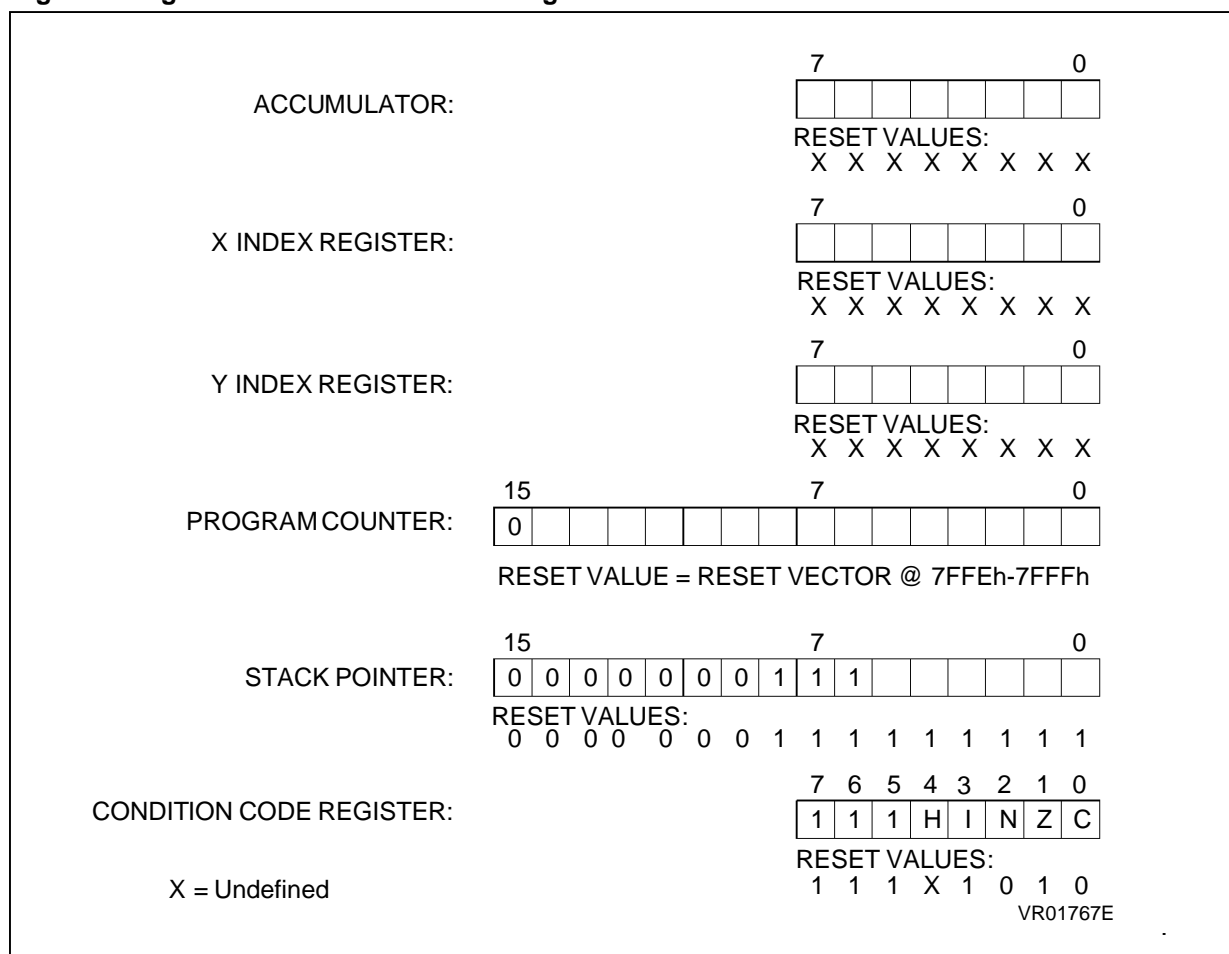 7 0
ACCUMULATOR:
RESET VALUES:
X X X X X X X X
7 0
X INDEX REGISTER:
RESET VALUES:
X X X X X X X X
7 0
Y INDEX REGISTER:
RESET VALUES:
X X X X X X X X
15 7 0
PROGRAM COUNTER: 0
RESET VALUE = RESET VECTOR @ 7FFEh-7FFFh
15 7 0
STACK POINTER: 0 0 0 0 0 0 0 1 1 1
RESET VALUES:
0 0 0 0 0 0 0 1 1 1 1 1 1 1 1 1
7 6 5 4 3 2 1 0
CONDITION CODE REGISTER: 1 1 1 H I N Z C
RESET VALUES:
X = Undefined 1 1 1 X 1 0 1 0
VR01767E